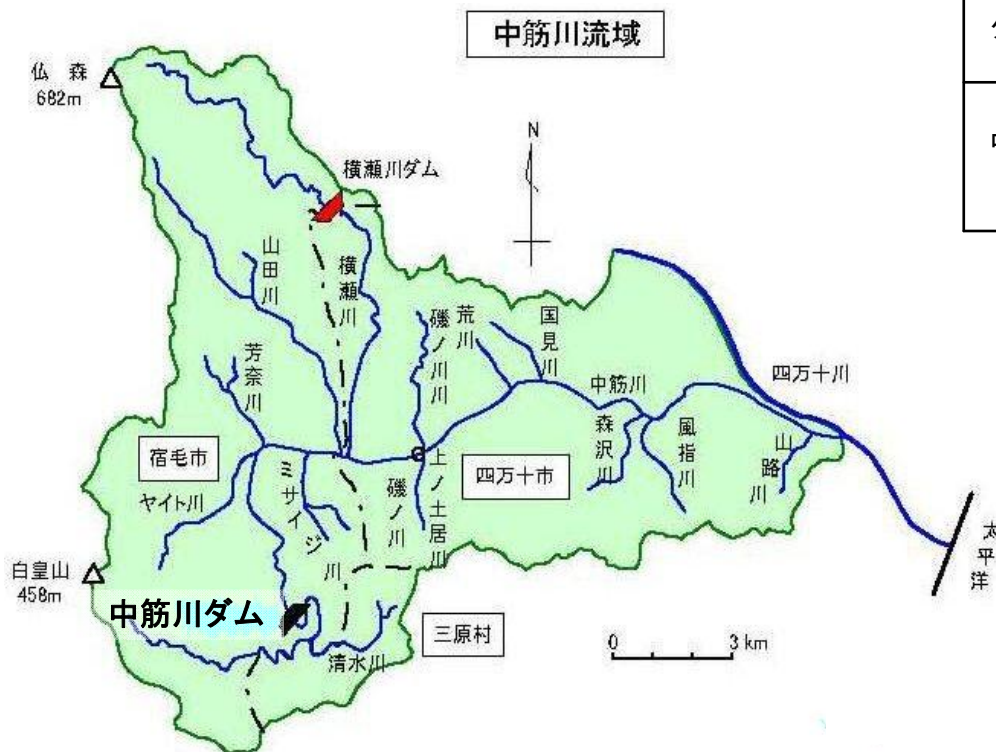 中筋川流域
仏 森
682m
N
横瀬川ダム
山田川
横瀬川
磯ノ川川
荒川
国見川
四万十川
芳奈川
中筋川
森沢川
風指川
山路川
宿毛市
ヤイト川
ミサイジ川
磯ノ川
上ノ土居川
四万十市
太平洋
白皇山
458m
中筋川ダム
三原村
清水川
0 3 km